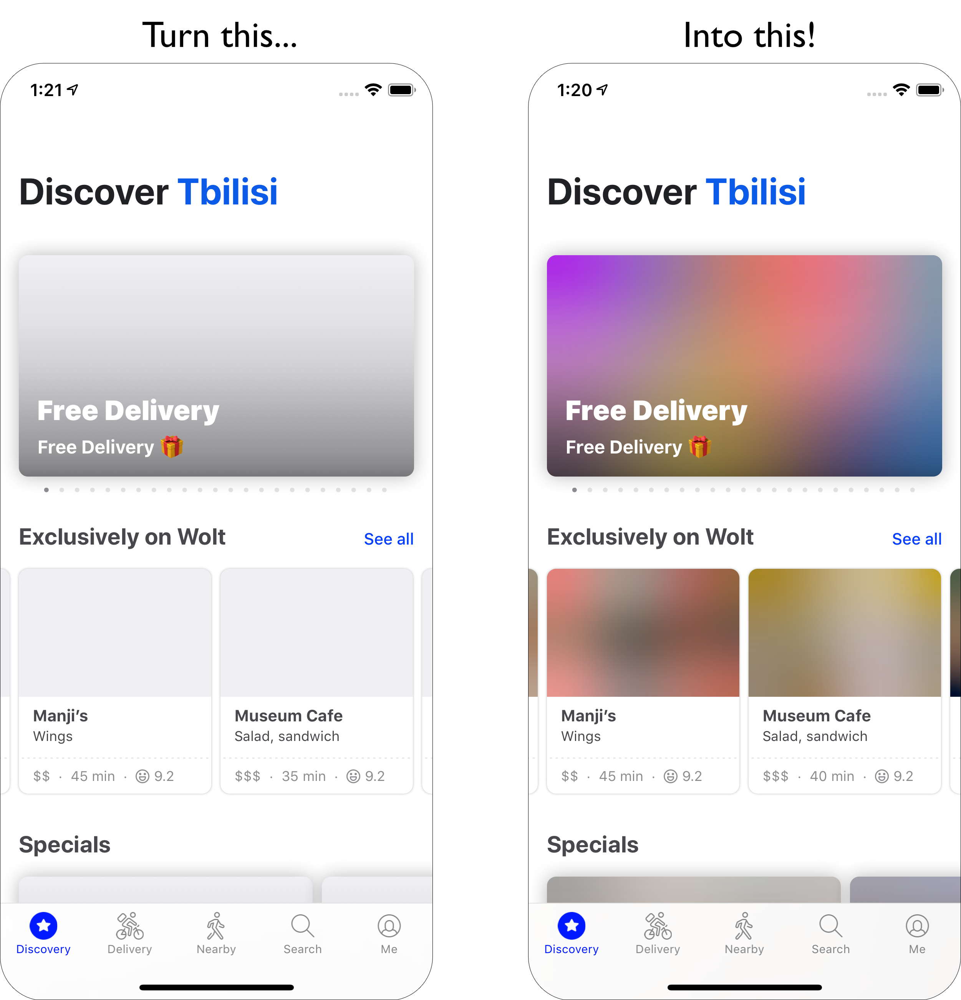 Turn this...
1:21
Discover Tbilisi
Free Delivery
Free Delivery 🎁
Exclusively on Wolt See all
Manji's
Wings
$$ · 45 min · 9.2
Museum Cafe
Salad, sandwich
$$$ · 35 min · 9.2
Specials
Discovery Delivery Nearby Search Me
Into this!
1:20
Discover Tbilisi
Free Delivery
Free Delivery 🎁
Exclusively on Wolt See all
Manji's
Wings
$$ · 45 min · 9.2
Museum Cafe
Salad, sandwich
$$$ · 40 min · 9.2
Specials
Discovery Delivery Nearby Search Me